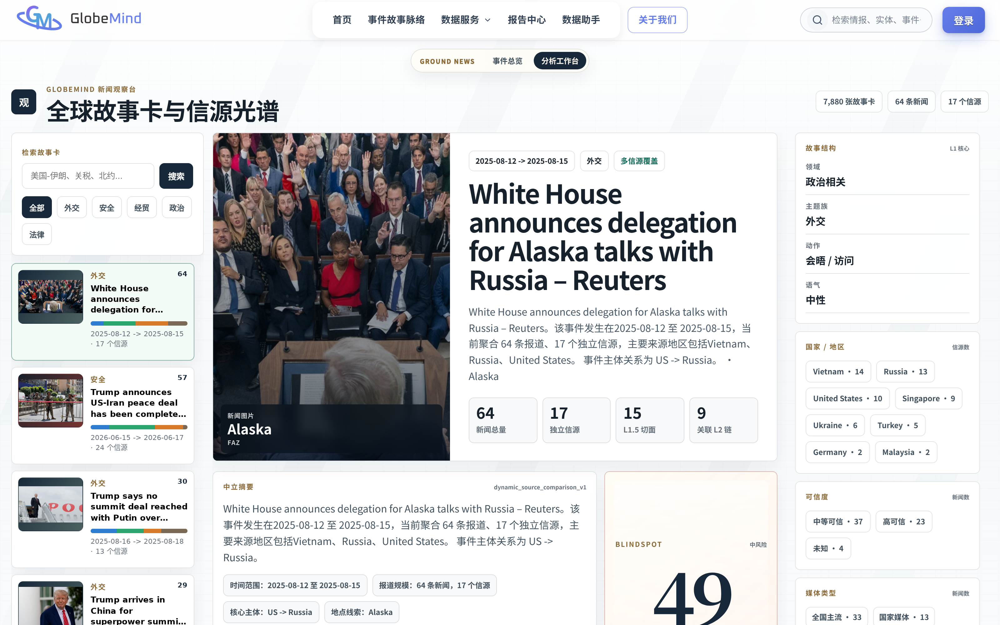 GM GlobeMind
首页 事件故事脉络 数据服务 报告中心 数据助手 关于我们
检索情报、实体、事件·
登录
GROUND NEWS 事件总览 分析工作台
观
GLOBEMIND 新闻观察台
全球故事卡与信源光谱
7,880 张故事卡 64 条新闻 17 个信源
检索故事卡
美国-伊朗、关税、北约... 搜索
全部 外交 安全 经贸 政治
法律
外交 64
White House
announces
delegation for...
2025-08-12 -> 2025-08-15
· 17 个信源
安全 57
Trump announces
US-Iran peace deal
has been complete...
2026-06-15 -> 2026-06-17
· 24 个信源
外交 30
Trump says no
summit deal reached
with Putin over...
2025-08-16 -> 2025-08-18
· 13 个信源
外交 29
Trump arrives in
China for
superpower summi...
新闻图片
Alaska
FAZ
2025-08-12 -> 2025-08-15 外交 多信源覆盖
White House
announces delegation
for Alaska talks with
Russia – Reuters
White House announces delegation for Alaska talks with
Russia – Reuters。该事件发生在2025-08-12 至 2025-08-15，当
前聚合 64 条报道、17 个独立信源，主要来源地区包括Vietnam、
Russia、United States。 事件主体关系为 US -> Russia。 •
Alaska
64 17 15 9
新闻总量 独立信源 L1.5 切面 关联 L2 链
中立摘要 dynamic_source_comparison_v1
White House announces delegation for Alaska talks with Russia – Reuters。该
事件发生在2025-08-12 至 2025-08-15，当前聚合 64 条报道、17 个独立信源，主
要来源地区包括Vietnam、Russia、United States。 事件主体关系为 US ->
Russia。
时间范围：2025-08-12 至 2025-08-15 报道规模：64 条新闻，17 个信源
核心主体：US -> Russia 地点线索：Alaska
BLINDSPOT 中风险
49
故事结构 L1 核心
领域
政治相关
主题族
外交
动作
会晤 / 访问
语气
中性
国家 / 地区 信源数
Vietnam • 14 Russia • 13
United States • 10 Singapore • 9
Ukraine • 6 Turkey • 5
Germany • 2 Malaysia • 2
可信度 新闻数
中等可信 • 37 高可信 • 23
未知 • 4
媒体类型 新闻数
全国主流 • 33 国家媒体 • 13